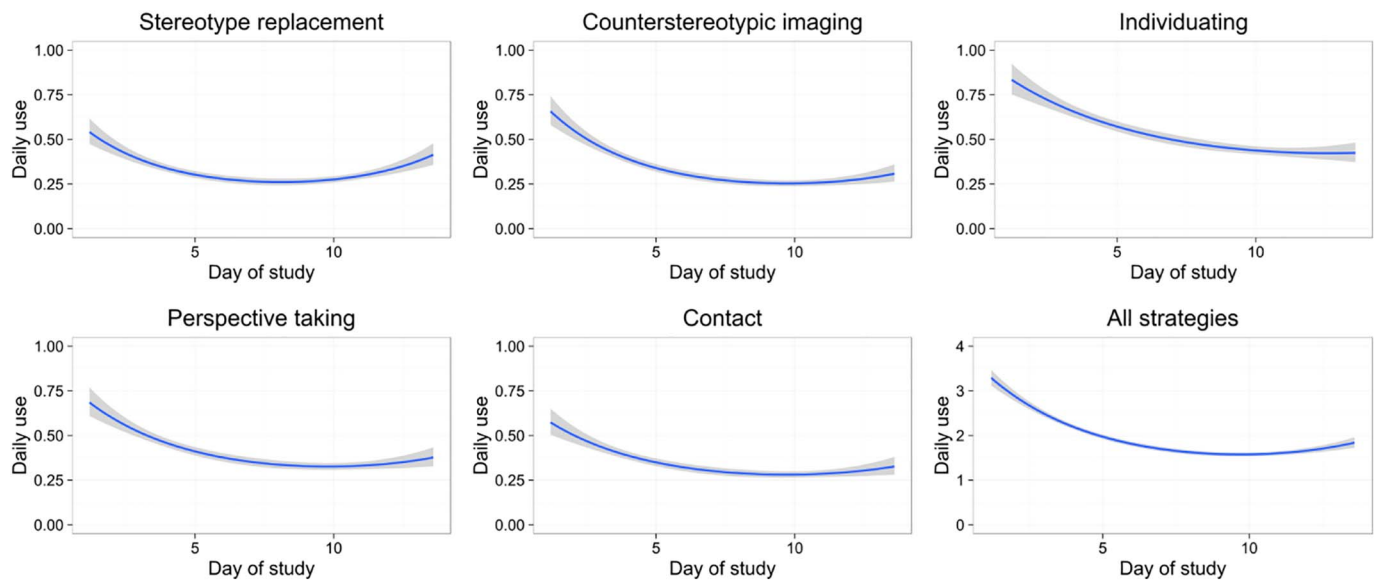 Stereotype replacement
1.00
0.75
0.50
0.25
0.00
Daily use
5 10
Day of study
Counterstereotypic imaging
1.00
0.75
0.50
0.25
0.00
Daily use
5 10
Day of study
Individuating
1.00
0.75
0.50
0.25
0.00
Daily use
5 10
Day of study
Perspective taking
1.00
0.75
0.50
0.25
0.00
Daily use
5 10
Day of study
Contact
1.00
0.75
0.50
0.25
0.00
Daily use
5 10
Day of study
All strategies
4
3
2
1
0
Daily use
5 10
Day of study